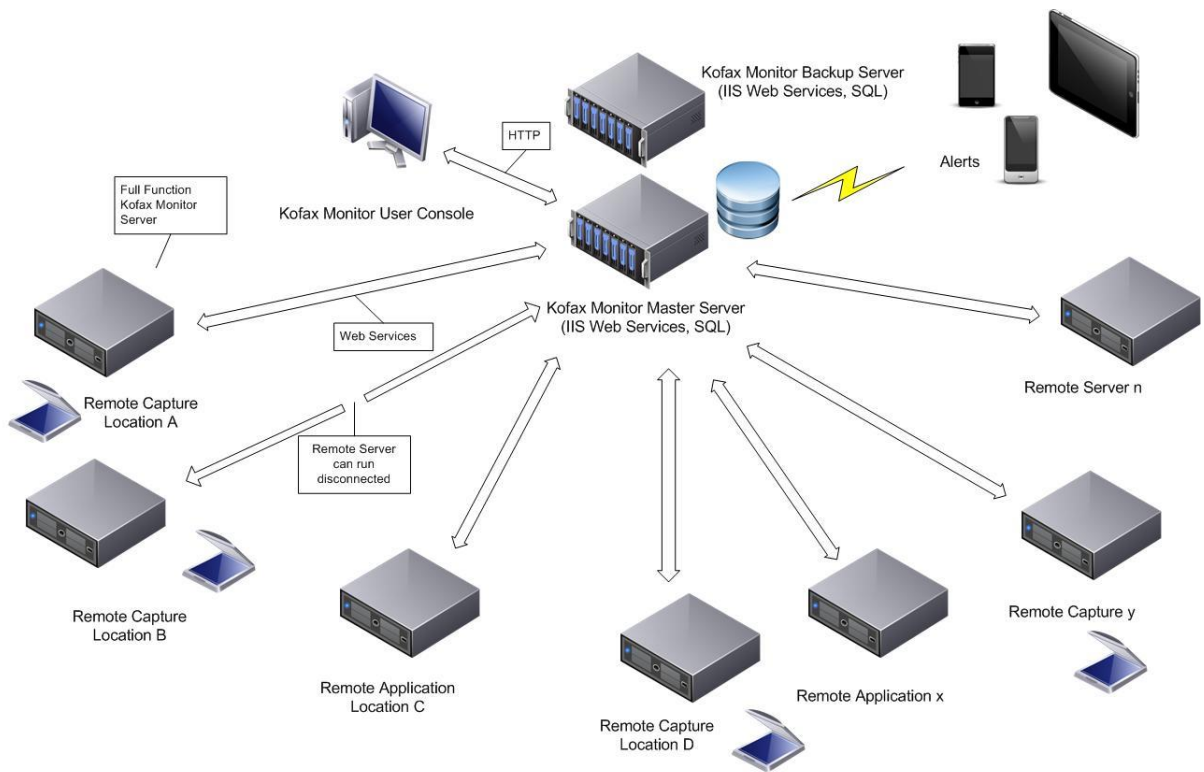 Kofax Monitor Backup Server
(IIS Web Services, SQL)
HTTP
Alerts
Full Function
Kofax Monitor
Server
Kofax Monitor User Console
Kofax Monitor Master Server
(IIS Web Services, SQL)
Web Services
Remote Server n
Remote Capture
Location A
Remote Server
can run
disconnected
Remote Capture
Location B
Remote Capture y
Remote Application
Location C
Remote Application x
Remote Capture
Location D